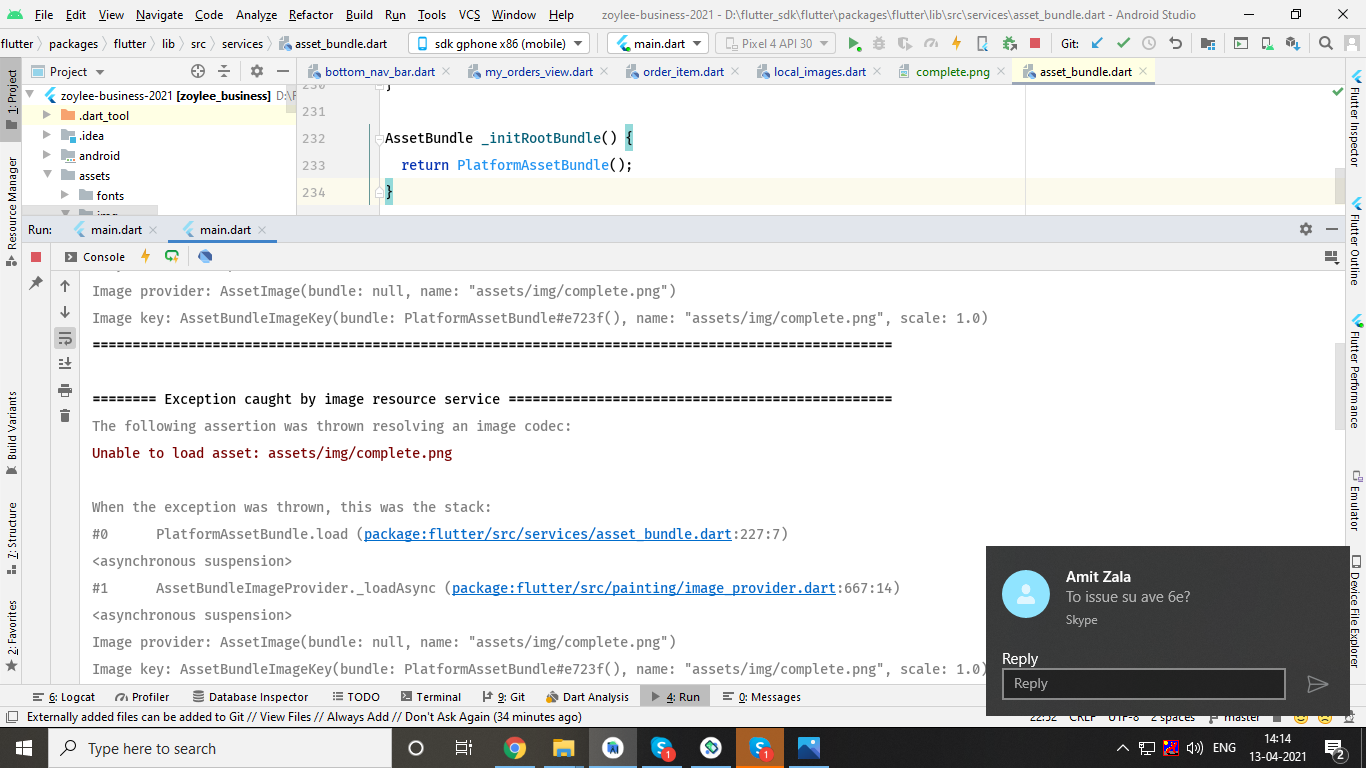 File Edit View Navigate Code Analyze Refactor Build Run Tools VCS Window Help zoylee-business-2021 - D:\flutter_sdk\flutter\packages\flutter\lib\src\services\asset_bundle.dart - Android Studio
flutter packages flutter lib src services asset_bundle.dart sdk gphone x86 (mobile) main.dart Pixel 4 API 30 Git:
Project bottom_nav_bar.dart my_orders_view.dart order_item.dart local_images.dart complete.png asset_bundle.dart
zoylee-business-2021 [zoylee_business] D:\F
.dart_tool
.idea
android
assets
fonts
img
230 }
231
232 AssetBundle _initRootBundle() {
233 return PlatformAssetBundle();
234 }
Run: main.dart main.dart
Console
Image provider: AssetImage(bundle: null, name: "assets/img/complete.png")
Image key: AssetBundleImageKey(bundle: PlatformAssetBundle#e723f(), name: "assets/img/complete.png", scale: 1.0)
====================================================================================================
======== Exception caught by image resource service ================================================
The following assertion was thrown resolving an image codec:
Unable to load asset: assets/img/complete.png
When the exception was thrown, this was the stack:
#0 PlatformAssetBundle.load (package:flutter/src/services/asset_bundle.dart:227:7)
<asynchronous suspension>
#1 AssetBundleImageProvider._loadAsync (package:flutter/src/painting/image_provider.dart:667:14)
<asynchronous suspension>
Image provider: AssetImage(bundle: null, name: "assets/img/complete.png")
Image key: AssetBundleImageKey(bundle: PlatformAssetBundle#e723f(), name: "assets/img/complete.png", scale: 1.0)
1: Project
Resource Manager
Build Variants
7: Structure
2: Favorites
Flutter Inspector
Flutter Outline
Flutter Performance
Emulator
Device File Explorer
Amit Zala
To issue su ave 6e?
Skype
Reply
Reply
6: Logcat Profiler Database Inspector TODO Terminal 9: Git Dart Analysis 4: Run 0: Messages
Externally added files can be added to Git // View Files // Always Add // Don't Ask Again (34 minutes ago) 22:52 CRLF UTF-8 2 spaces master
Type here to search
1
1
ENG
14:14
13-04-2021
2